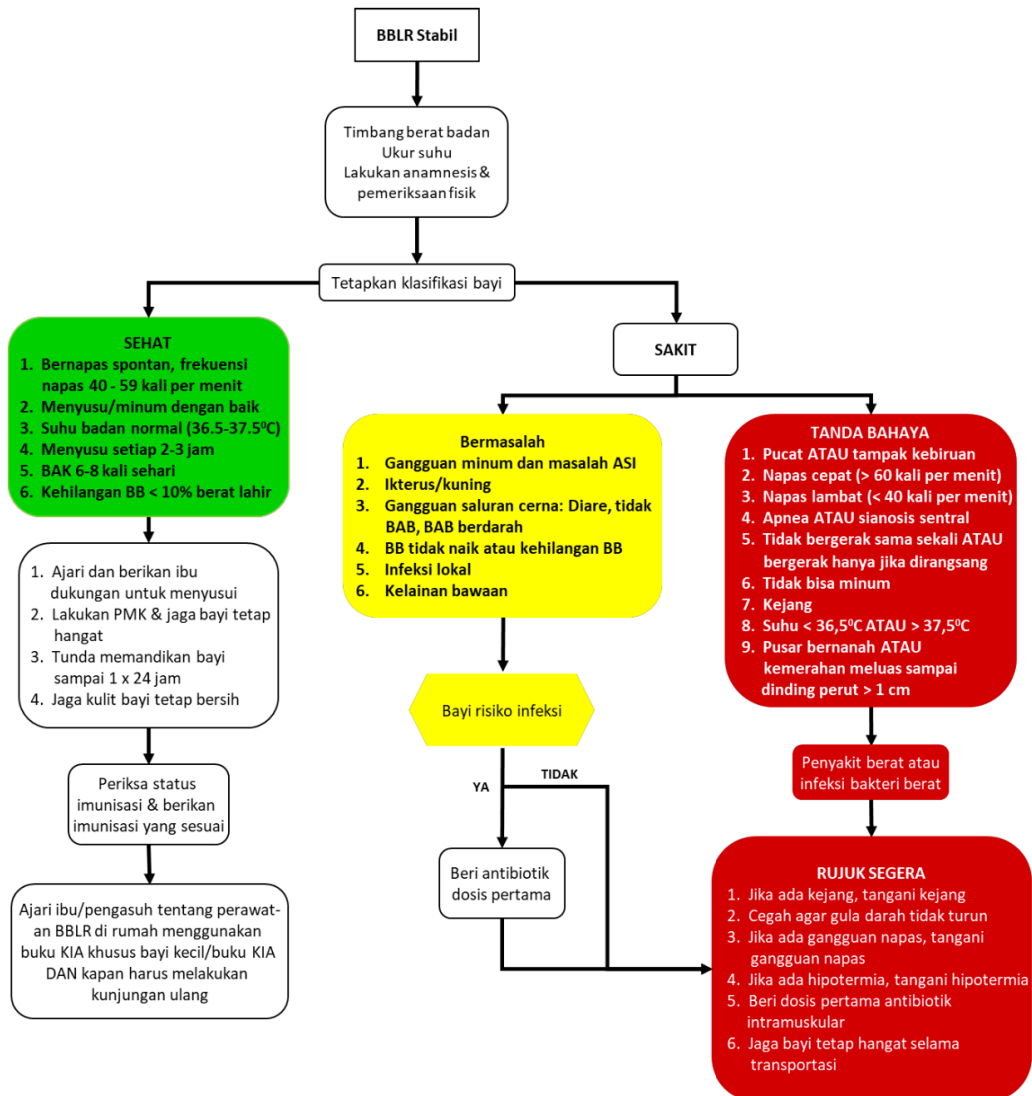 BBLR Stabil
Timbang berat badan
Ukur suhu
Lakukan anamnesis &
pemeriksaan fisik
Tetapkan klasifikasi bayi
SEHAT
1. Bernapas spontan, frekuensi
napas 40 - 59 kali per menit
2. Menyusu/minum dengan baik
3. Suhu badan normal (36.5-37.5⁰C)
4. Menyusu setiap 2-3 jam
5. BAK 6-8 kali sehari
6. Kehilangan BB < 10% berat lahir
1. Ajari dan berikan ibu
dukungan untuk menyusui
2. Lakukan PMK & jaga bayi tetap
hangat
3. Tunda memandikan bayi
sampai 1 x 24 jam
4. Jaga kulit bayi tetap bersih
Periksa status
imunisasi & berikan
imunisasi yang sesuai
Ajari ibu/pengasuh tentang perawat-
an BBLR di rumah menggunakan
buku KIA khusus bayi kecil/buku KIA
DAN kapan harus melakukan
kunjungan ulang
SAKIT
Bermasalah
1. Gangguan minum dan masalah ASI
2. Ikterus/kuning
3. Gangguan saluran cerna: Diare, tidak
BAB, BAB berdarah
4. BB tidak naik atau kehilangan BB
5. Infeksi lokal
6. Kelainan bawaan
Bayi risiko infeksi
YA
TIDAK
Beri antibiotik
dosis pertama
TANDA BAHAYA
1. Pucat ATAU tampak kebiruan
2. Napas cepat (> 60 kali per menit)
3. Napas lambat (< 40 kali per menit)
4. Apnea ATAU sianosis sentral
5. Tidak bergerak sama sekali ATAU
bergerak hanya jika dirangsang
6. Tidak bisa minum
7. Kejang
8. Suhu < 36,5⁰C ATAU > 37,5⁰C
9. Pusar bernanah ATAU
kemerahan meluas sampai
dinding perut > 1 cm
Penyakit berat atau
infeksi bakteri berat
RUJUK SEGERA
1. Jika ada kejang, tangani kejang
2. Cegah agar gula darah tidak turun
3. Jika ada gangguan napas, tangani
gangguan napas
4. Jika ada hipotermia, tangani hipotermia
5. Beri dosis pertama antibiotik
intramuskular
6. Jaga bayi tetap hangat selama
transportasi